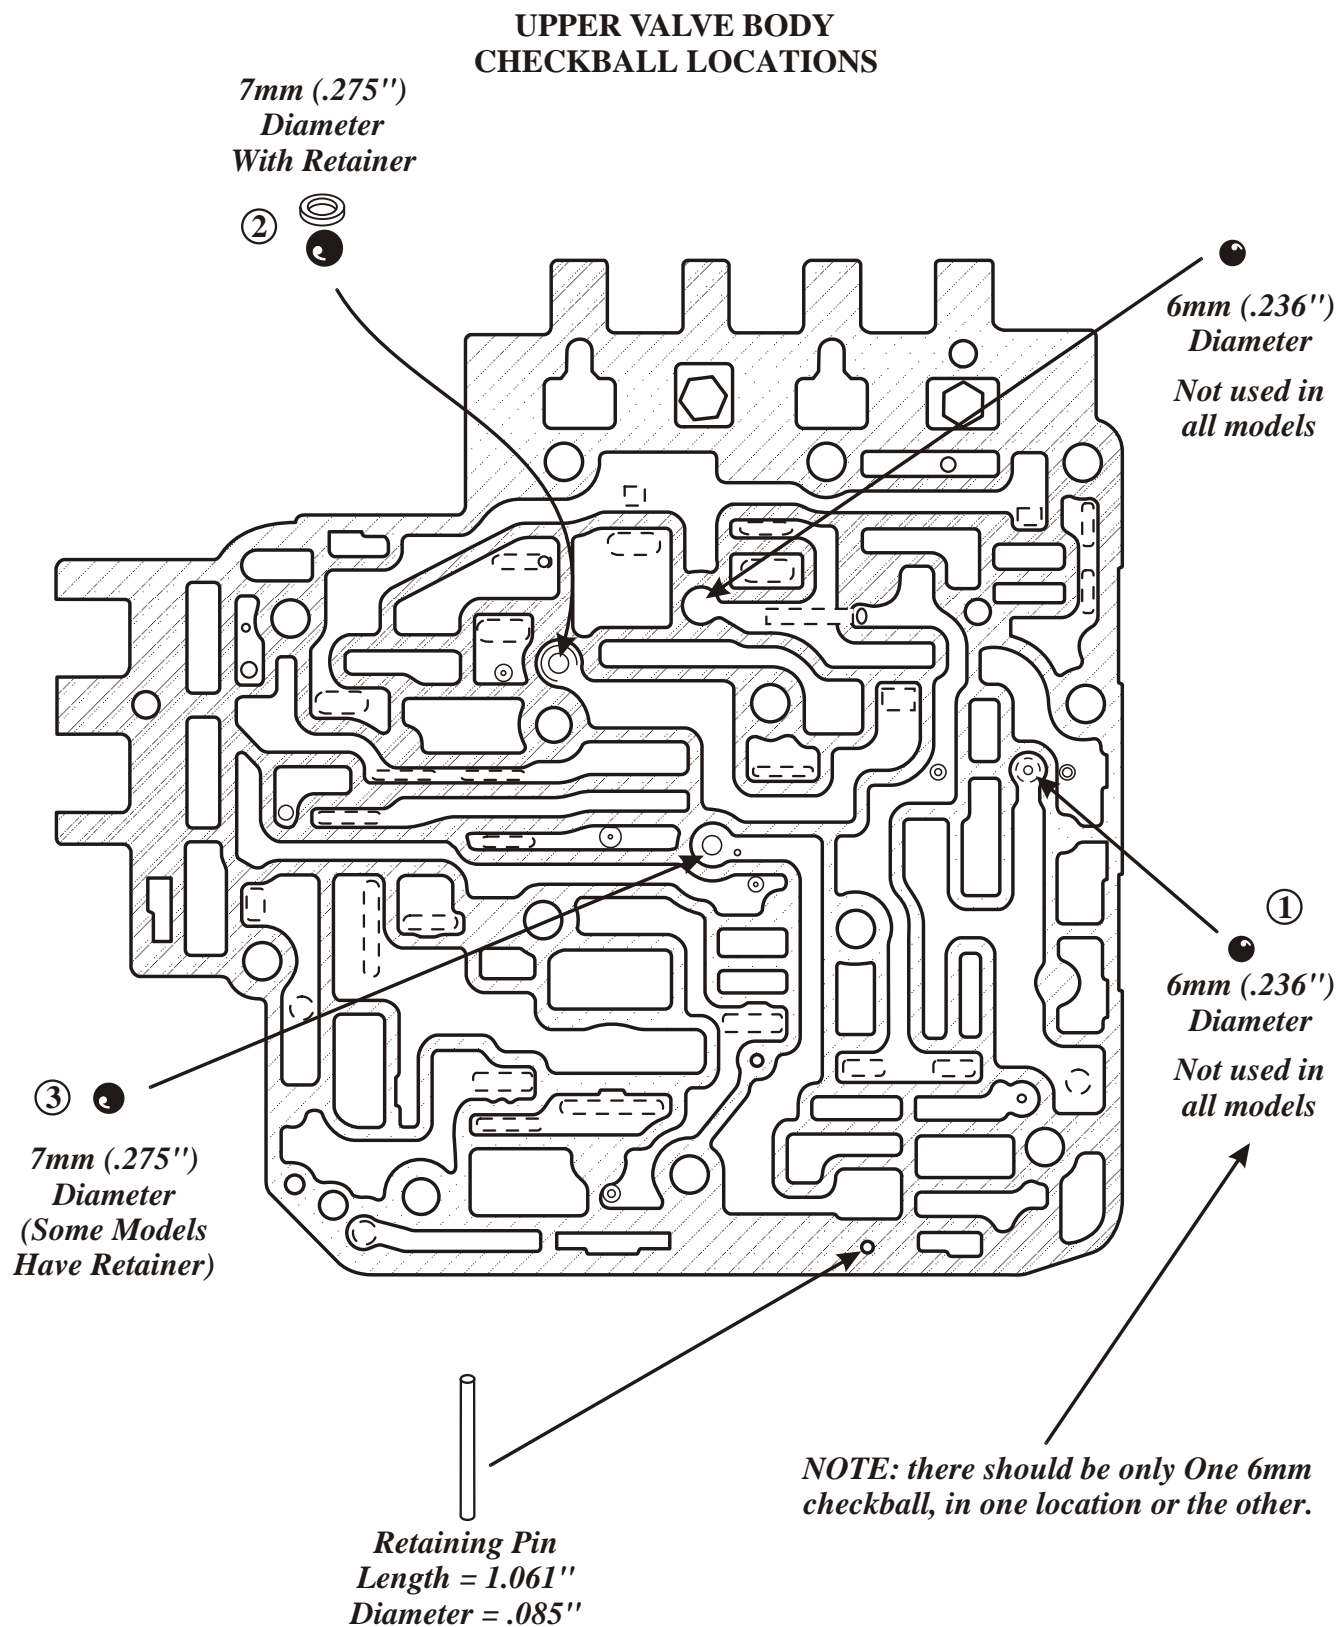 UPPER VALVE BODY
CHECKBALL LOCATIONS
7mm (.275")
Diameter
With Retainer
2
6mm (.236")
Diameter
Not used in
all models
1
6mm (.236")
Diameter
Not used in
all models
3
7mm (.275")
Diameter
(Some Models
Have Retainer)
NOTE: there should be only One 6mm
checkball, in one location or the other.
Retaining Pin
Length = 1.061"
Diameter = .085"